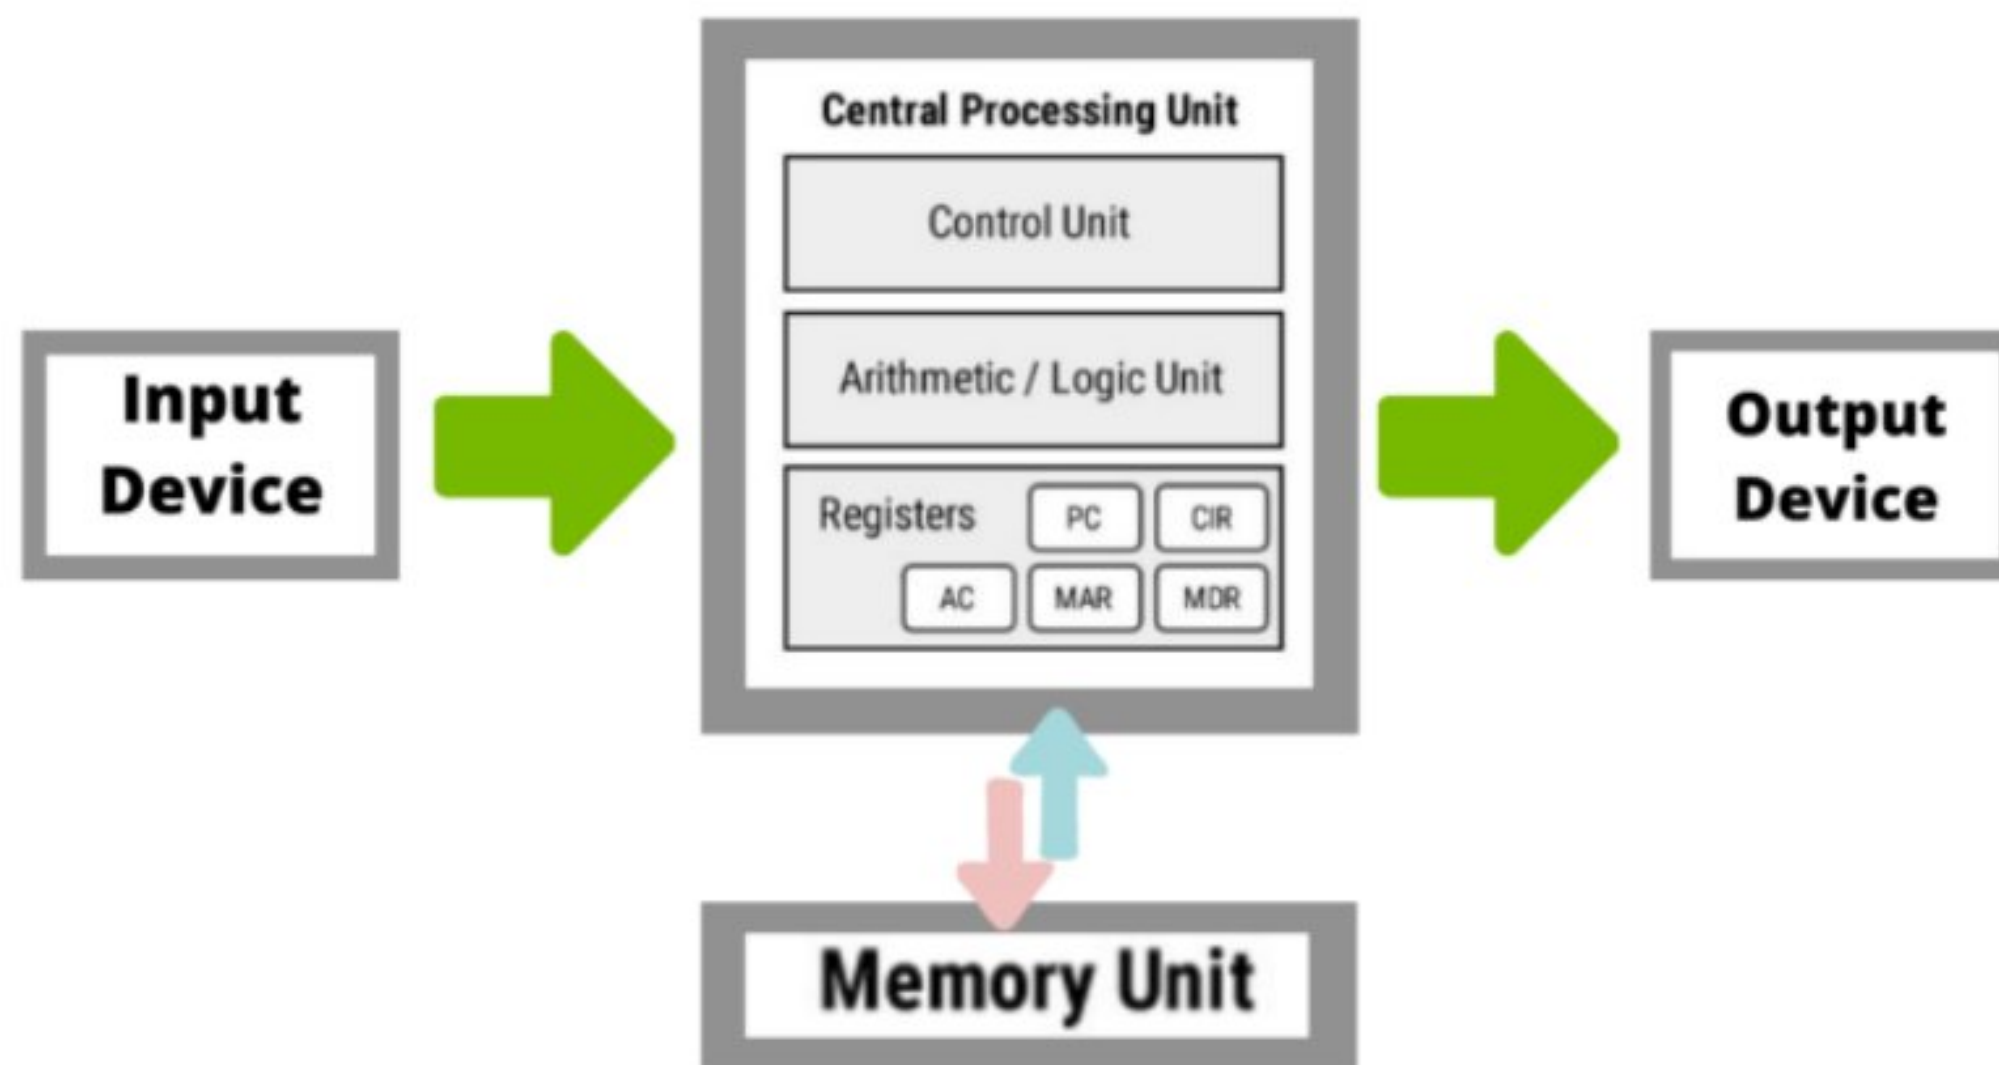 Central Processing Unit
Control Unit
Arithmetic / Logic Unit
Registers PC CIR
AC MAR MDR
Input
Device
Output
Device
Memory Unit